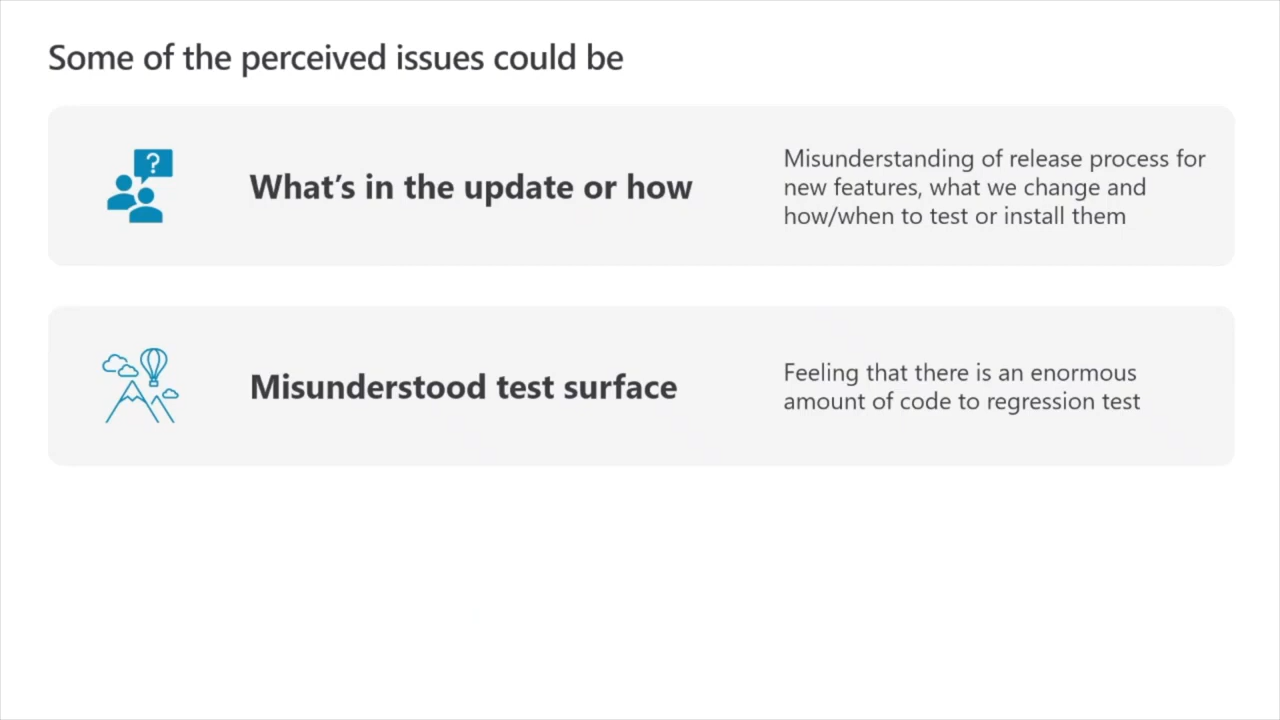 Some of the perceived issues could be
?
What's in the update or how
Misunderstanding of release process for
new features, what we change and
how/when to test or install them
Misunderstood test surface
Feeling that there is an enormous
amount of code to regression test